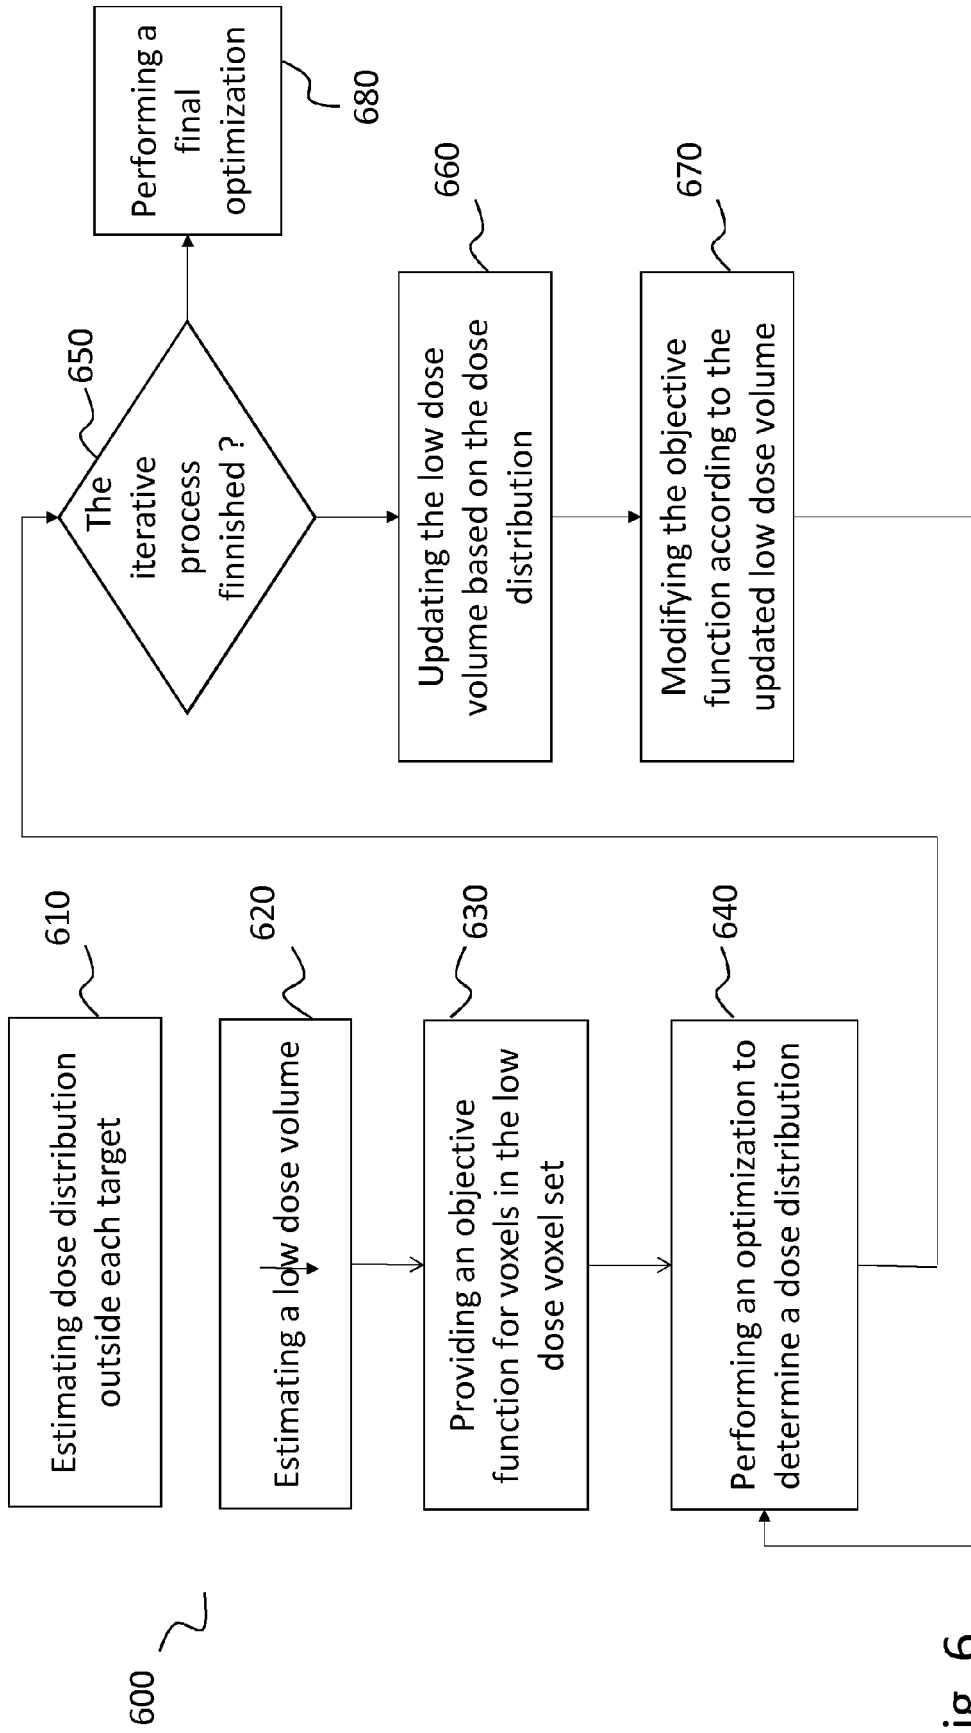 600
610
Estimating dose distribution
outside each target
620
Estimating a low dose volume
630
Providing an objective
function for voxels in the low
dose voxel set
640
Performing an optimization to
determine a dose distribution
650
The
iterative
process
finnished ?
Performing a
final
optimization
680
660
Updating the low dose
volume based on the dose
distribution
670
Modifying the objective
function according to the
updated low dose volume
ig. 6